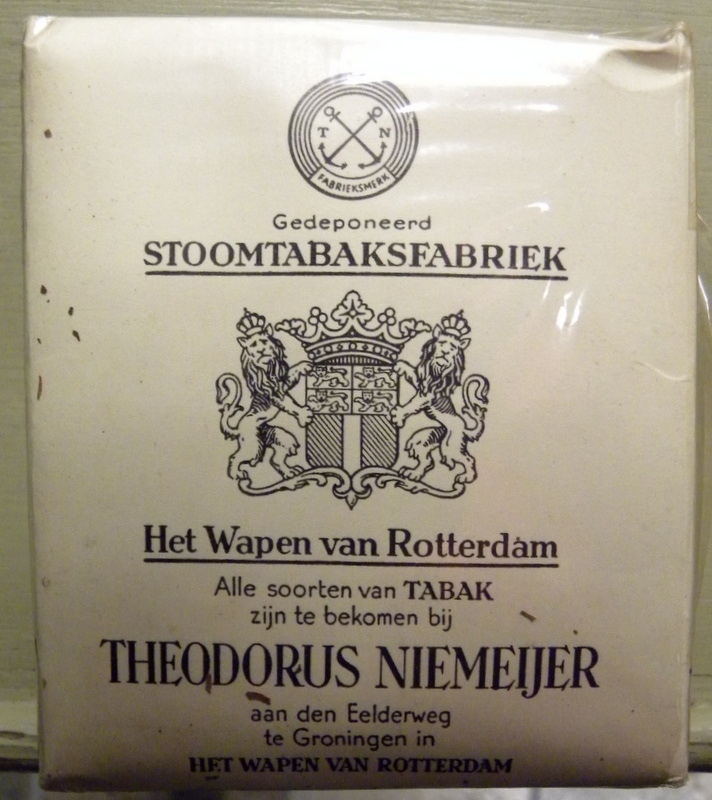 T N
FABRIEKSMERK
Gedeponeerd
STOOMTABAKSFABRIEK
Het Wapen van Rotterdam
Alle soorten van TABAK
zijn te bekomen bij
THEODORUS NIEMEIJER
aan den Eelderweg
te Groningen in
HET WAPEN VAN ROTTERDAM